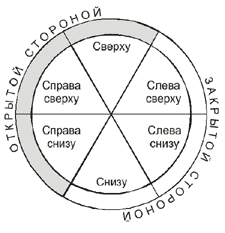 ОТКРЫТОЙ СТОРОНОЙ
ЗАКРЫТОЙ СТОРОНОЙ
Сверху
Справа
сверху
Слева
сверху
Справа
снизу
Слева
снизу
Снизу